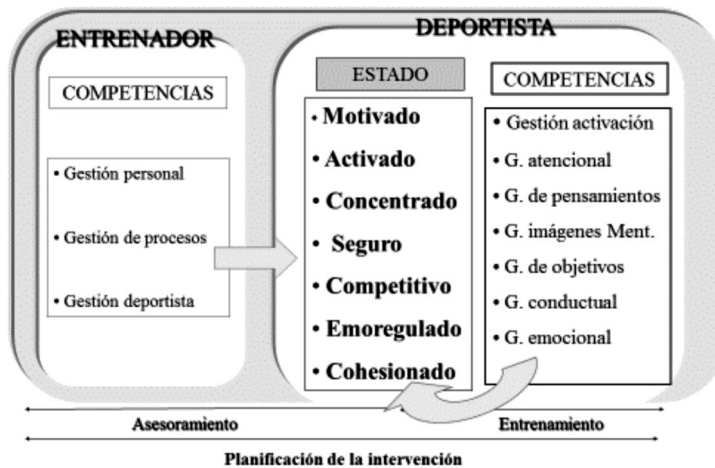 ENTRENADOR
COMPETENCIAS
• Gestión personal
• Gestión de procesos
• Gestión deportista
DEPORTISTA
ESTADO
• Motivado
• Activado
• Concentrado
• Seguro
• Competitivo
• Emoregulado
• Cohesionado
COMPETENCIAS
• Gestión activación
• G. atencional
• G. de pensamientos
• G. imágenes Ment.
• G. de objetivos
• G. conductual
• G. emocional
Asesoramiento
Entrenamiento
Planificación de la intervención